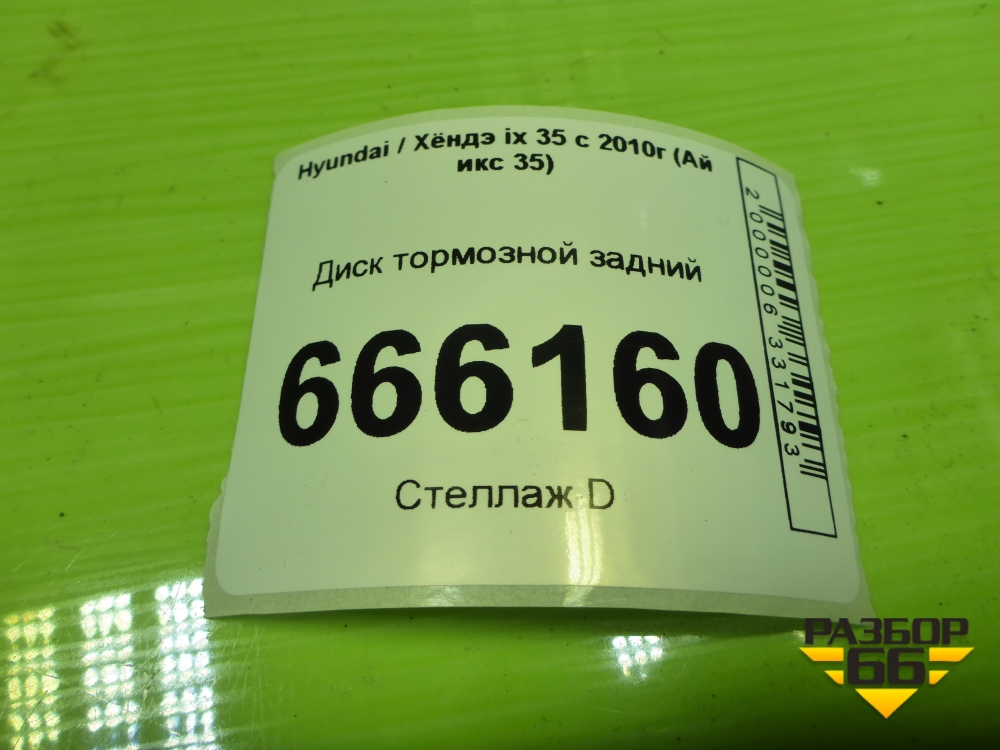 Hyundai / Хёндэ ix 35 с 2010г (Ай
икс 35)
Диск тормозной задний
666160
Стеллаж D
2000006331793
РАЗБОР
66